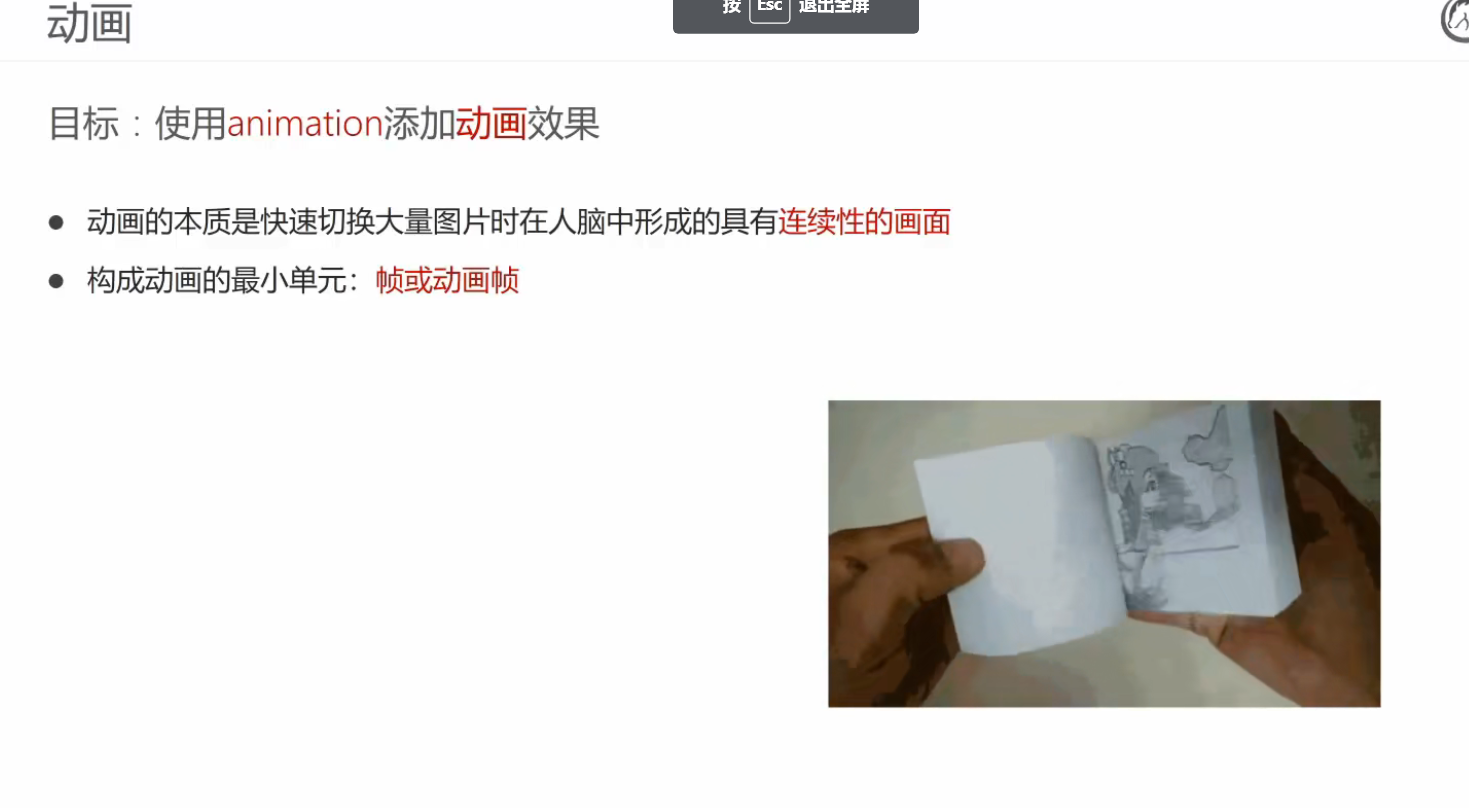 动画
按 Esc 退出全屏
目标：使用animation添加动画效果
动画的本质是快速切换大量图片时在人脑中形成的具有连续性的画面
构成动画的最小单元：帧或动画帧